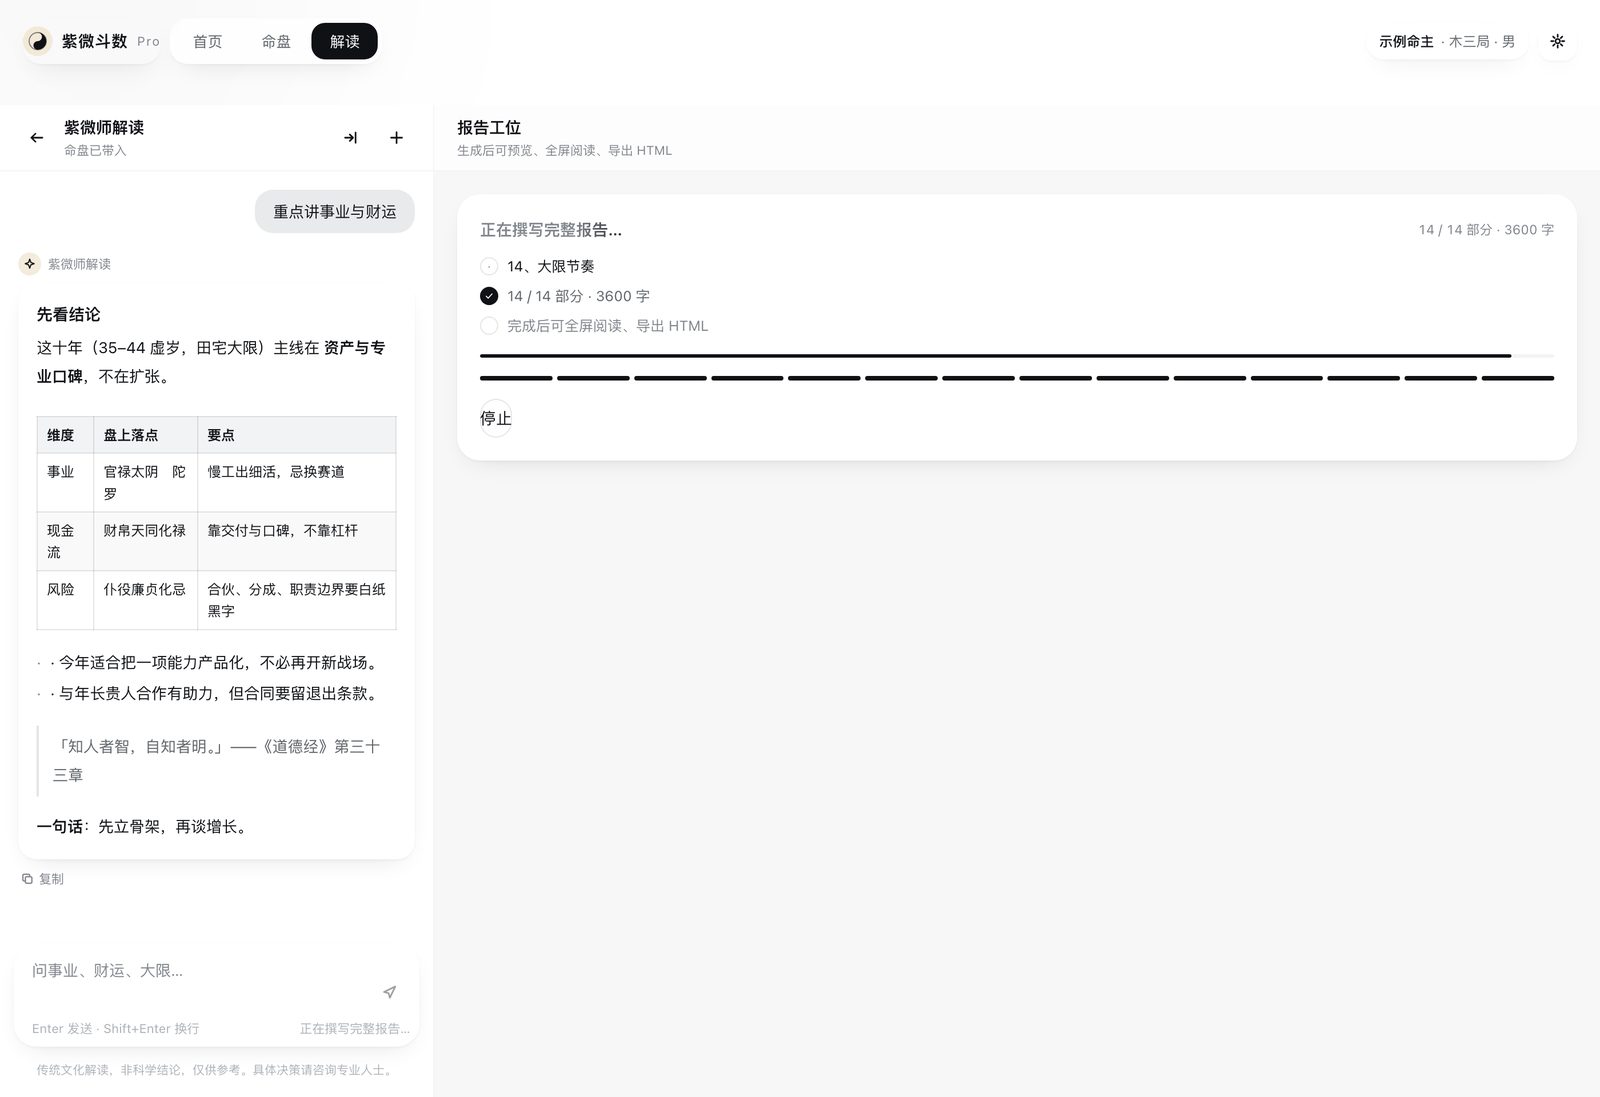 紫微斗数 Pro
首页
命盘
解读
示例命主 · 木三局 · 男
紫微师解读
命盘已带入
报告工位
生成后可预览、全屏阅读、导出 HTML
重点讲事业与财运
紫微师解读
先看结论
这十年（35–44 虚岁，田宅大限）主线在 资产与专
业口碑，不在扩张。
维度 盘上落点 要点
事业 官禄太阴 陀 慢工出细活，忌换赛道
罗
现金 财帛天同化禄 靠交付与口碑，不靠杠杆
流
风险 仆役廉贞化忌 合伙、分成、职责边界要白纸
黑字
· · 今年适合把一项能力产品化，不必再开新战场。
· · 与年长贵人合作有助力，但合同要留退出条款。
「知人者智，自知者明。」——《道德经》第三十
三章
一句话：先立骨架，再谈增长。
复制
问事业、财运、大限...
Enter 发送 · Shift+Enter 换行
正在撰写完整报告...
传统文化解读，非科学结论，仅供参考。具体决策请咨询专业人士。
正在撰写完整报告...
14 / 14 部分 · 3600 字
14、大限节奏
14 / 14 部分 · 3600 字
完成后可全屏阅读、导出 HTML
停止